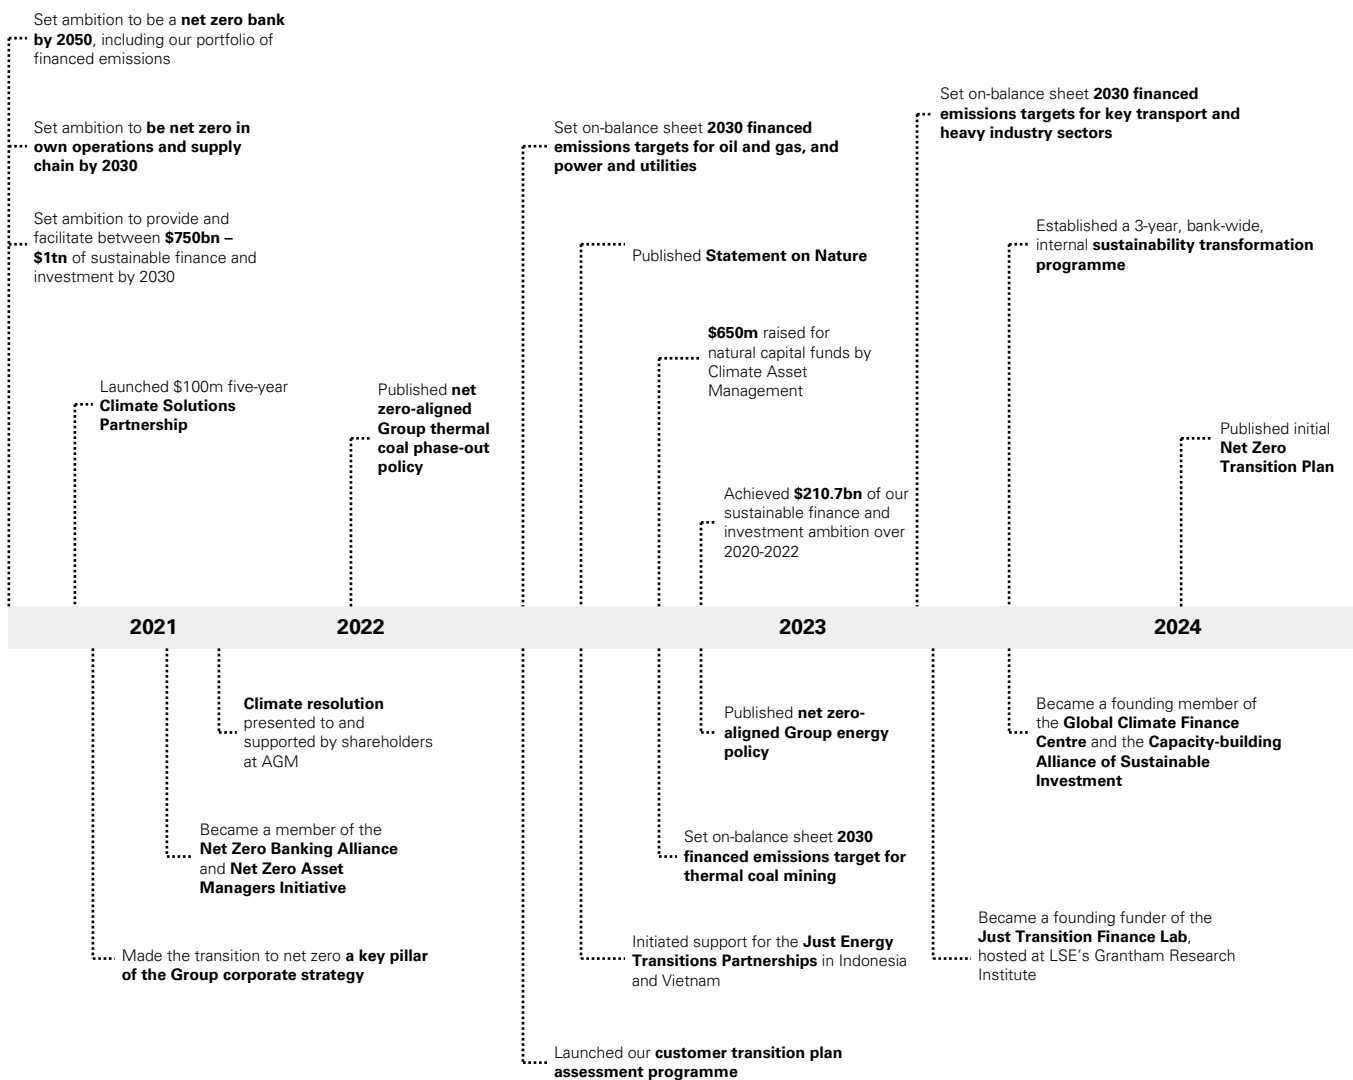 Set ambition to be a net zero bank
by 2050, including our portfolio of
financed emissions
Set ambition to be net zero in
own operations and supply
chain by 2030
Set ambition to provide and
facilitate between $750bn –
$1tn of sustainable finance and
investment by 2030
Launched $100m five-year
Climate Solutions
Partnership
Published net
zero-aligned
Group thermal
coal phase-out
policy
Set on-balance sheet 2030 financed
emissions targets for oil and gas, and
power and utilities
Published Statement on Nature
$650m raised for
natural capital funds by
Climate Asset
Management
Achieved $210.7bn of our
sustainable finance and
investment ambition over
2020-2022
Set on-balance sheet 2030 financed
emissions targets for key transport and
heavy industry sectors
Established a 3-year, bank-wide,
internal sustainability transformation
programme
Published initial
Net Zero
Transition Plan
2021
2022
2023
2024
Climate resolution
presented to and
supported by shareholders
at AGM
Became a member of the
Net Zero Banking Alliance
and Net Zero Asset
Managers Initiative
Made the transition to net zero a key pillar
of the Group corporate strategy
Published net zero-
aligned Group energy
policy
Set on-balance sheet 2030
financed emissions target for
thermal coal mining
Initiated support for the Just Energy
Transitions Partnerships in Indonesia
and Vietnam
Launched our customer transition plan
assessment programme
Became a founding member of
the Global Climate Finance
Centre and the Capacity-building
Alliance of Sustainable
Investment
Became a founding funder of the
Just Transition Finance Lab,
hosted at LSE's Grantham Research
Institute